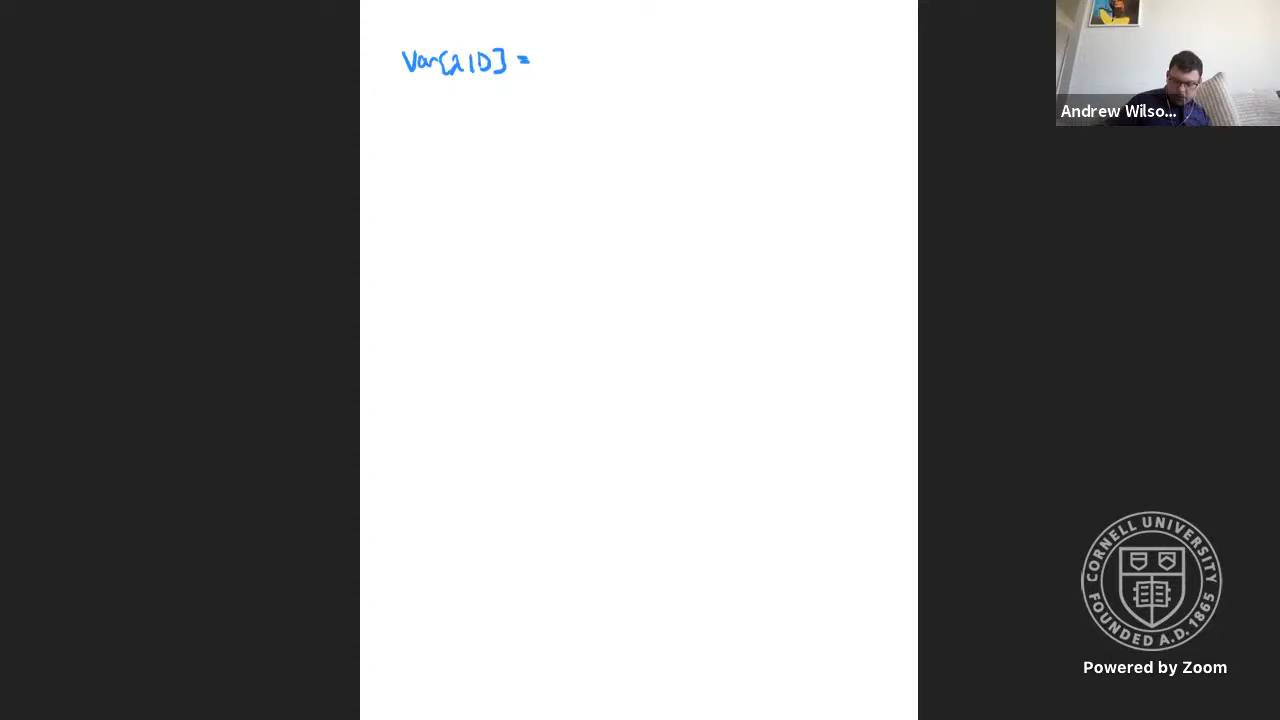 Var[λ|D] =
Andrew Wilso...
CORNELL UNIVERSITY
FOUNDED A.D. 1865
Powered by Zoom